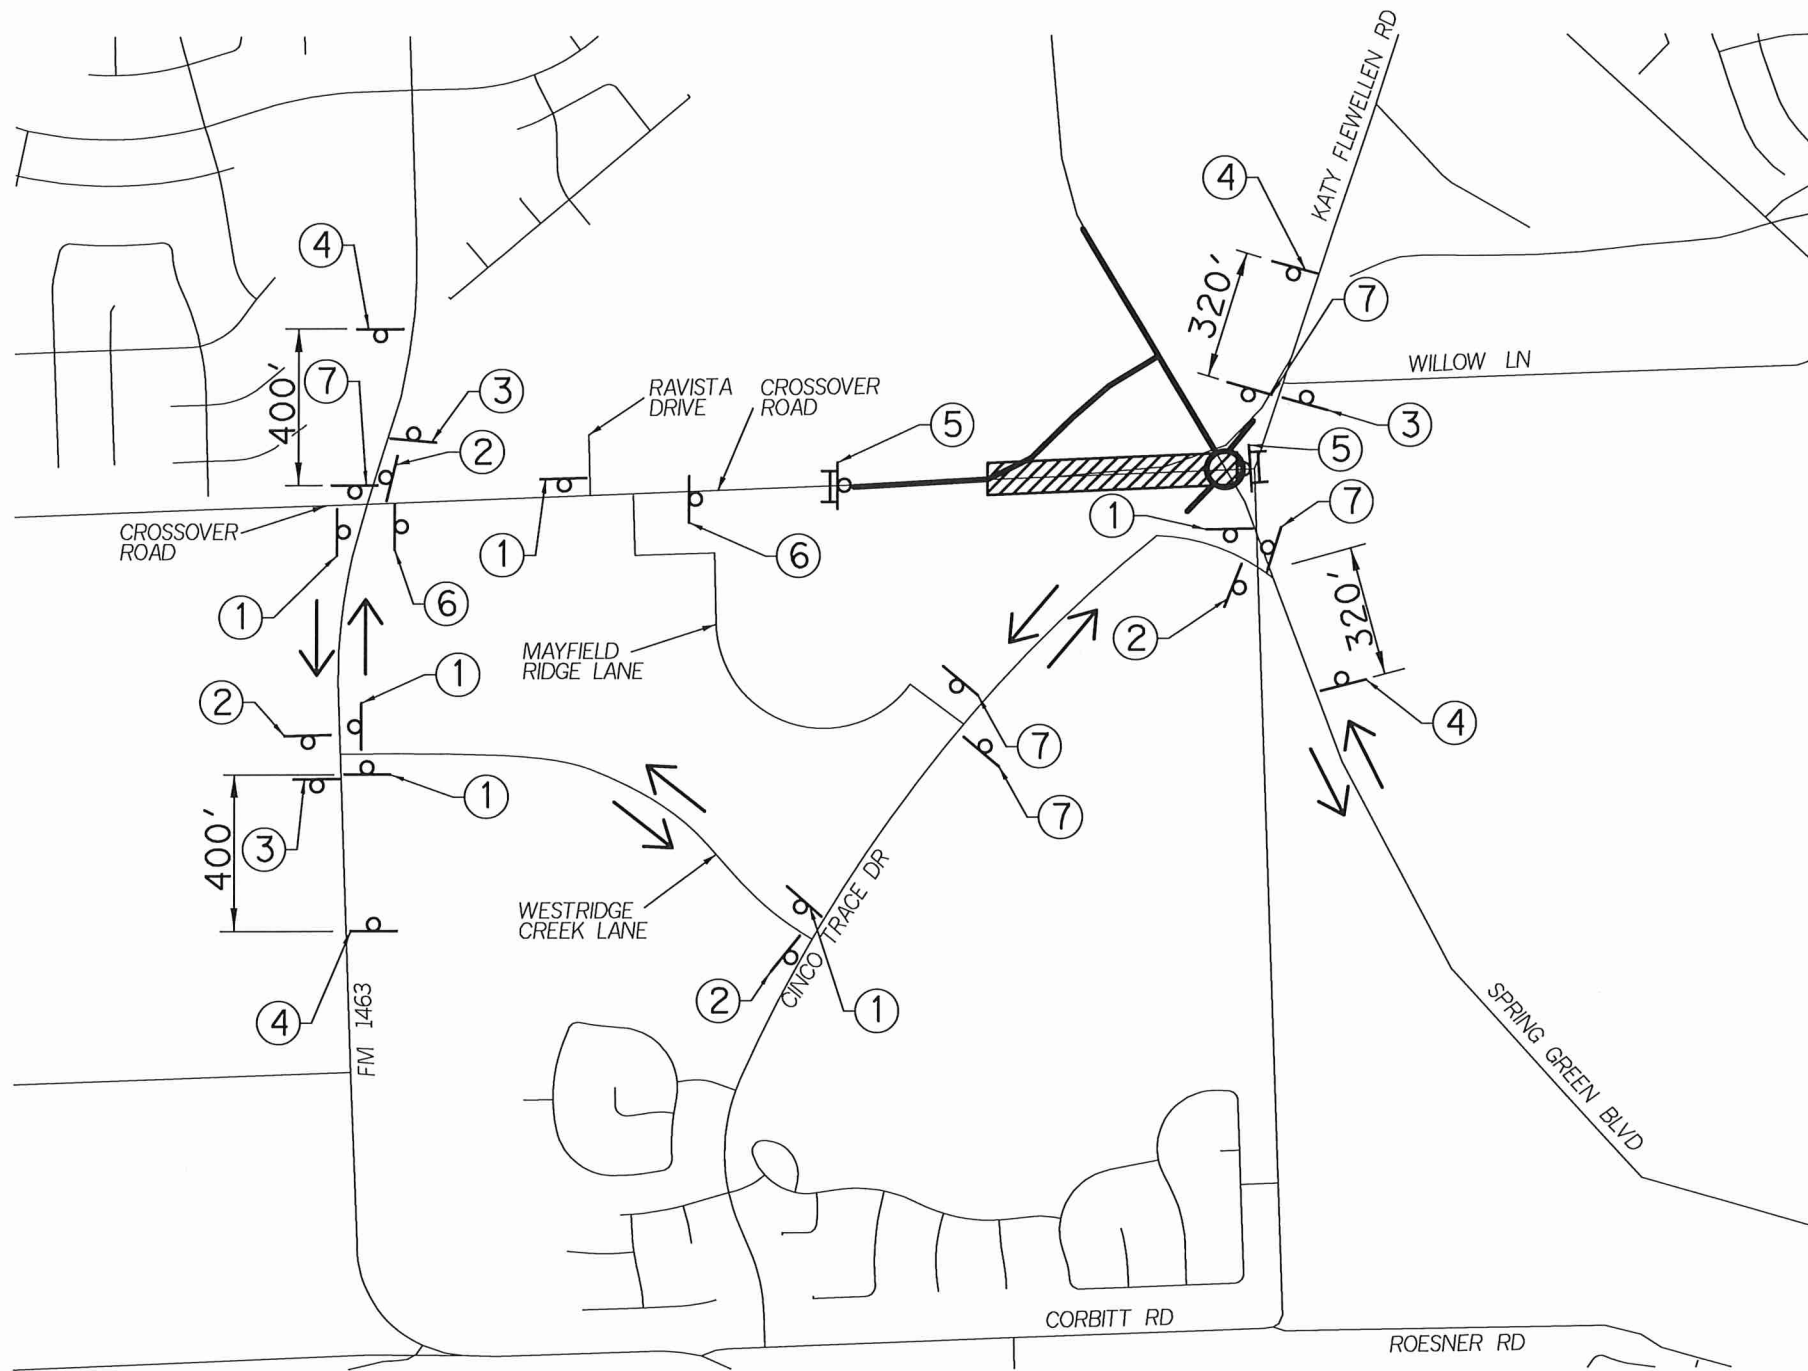 KATY FLEWELLEN RD
4
4
320'
7
400'
7
3
2
RAVISTA
DRIVE
CROSSOVER
ROAD
5
WILLOW LN
3
5
CROSSOVER
ROAD
1
6
1
6
1
7
MAYFIELD
RIDGE LANE
2
320'
1
2
4
7
1
7
3
400'
WESTRIDGE
CREEK LANE
CINCO TRACE DR
2
1
4
FM 1463
SPRING GREEN BLVD
CORBITT RD
ROESNER RD